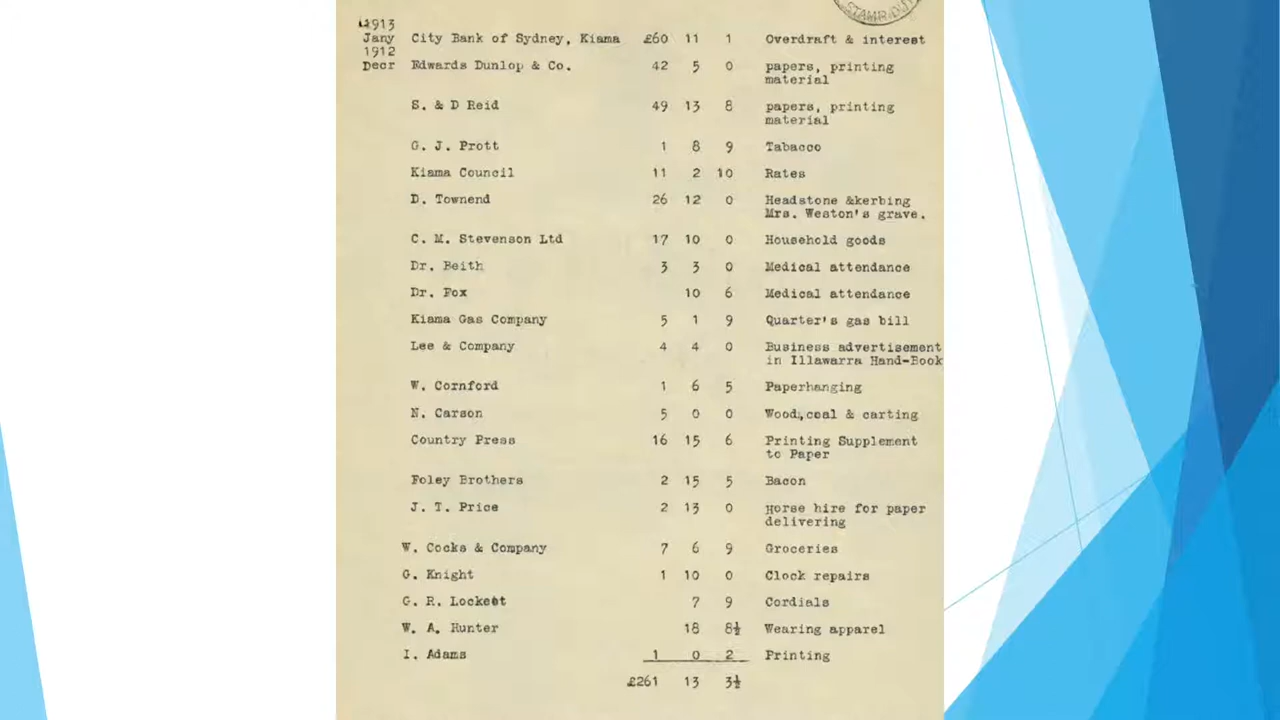 1913
Jany City Bank of Sydney, Kiama £60 11 1 Overdraft & interest
1912
Decr Edwards Dunlop & Co. 42 5 0 papers, printing
material
S. & D Reid 49 13 8 papers, printing
material
G. J. Prott 1 8 9 Tabacco
Kiama Council 11 2 10 Rates
D. Townend 26 12 0 Headstone &kerbing
Mrs. Weston's grave.
C. M. Stevenson Ltd 17 10 0 Household goods
Dr. Beith 3 3 0 Medical attendance
Dr. Fox 10 6 Medical attendance
Kiama Gas Company 5 1 9 Quarter's gas bill
Lee & Company 4 4 0 Business advertisement
in Illawarra Hand-Book
W. Cornford 1 6 5 Paperhanging
N. Carson 5 0 0 Wood,coal & carting
Country Press 16 15 6 Printing Supplement
to Paper
Foley Brothers 2 15 5 Bacon
J. T. Price 2 13 0 Horse hire for paper
delivering
W. Cocks & Company 7 6 9 Groceries
G. Knight 1 10 0 Clock repairs
G. R. Lockett 7 9 Cordials
W. A. Hunter 18 8½ Wearing apparel
I. Adams 1 0 2 Printing
£261 13 3½